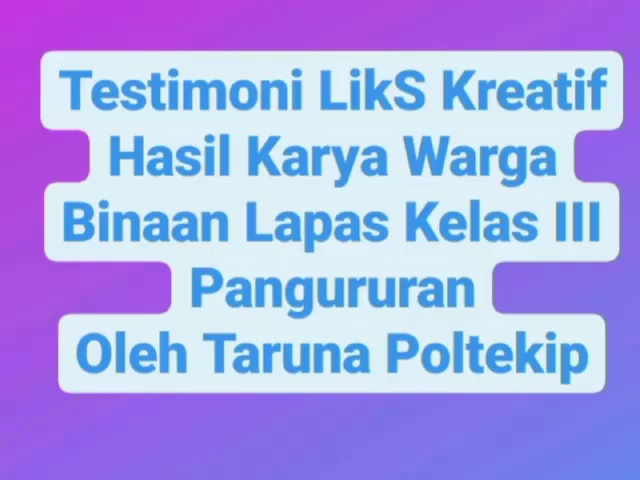 Testimoni LikS Kreatif
Hasil Karya Warga
Binaan Lapas Kelas III
Pangururan
Oleh Taruna Poltekip